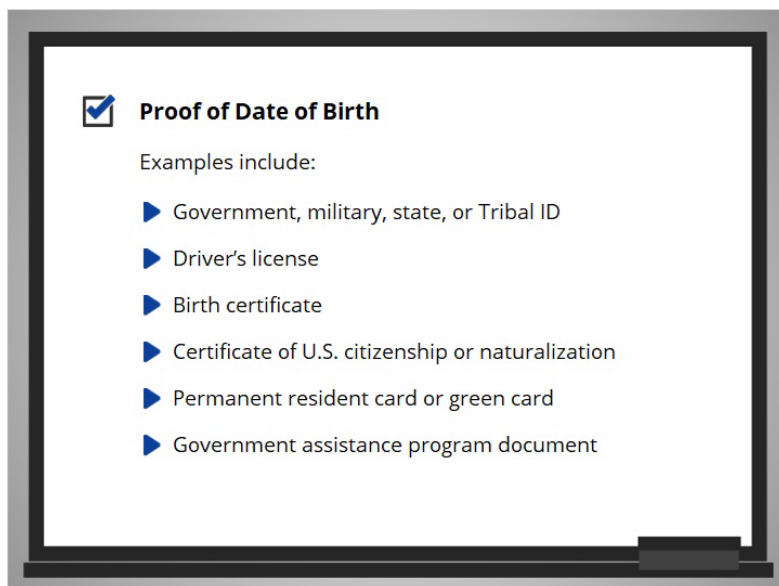 Proof of Date of Birth
Examples include:
Government, military, state, or Tribal ID
Driver’s license
Birth certificate
Certificate of U.S. citizenship or naturalization
Permanent resident card or green card
Government assistance program document